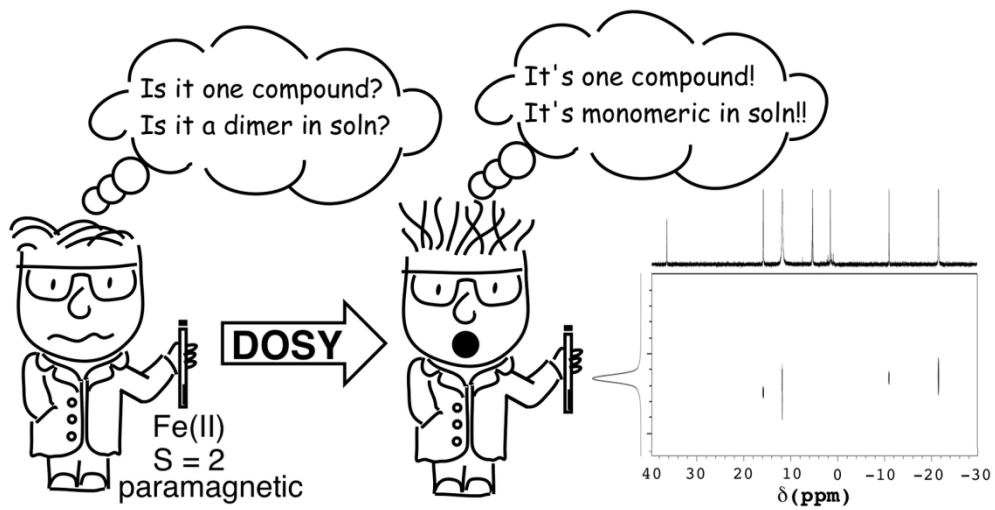 Is it one compound?
Is it a dimer in soln?
It's one compound!
It's monomeric in soln!!
DOSY
Fe(II)
S = 2
paramagnetic
40 30 20 10 0 -10 -20 -30
δ(ppm)